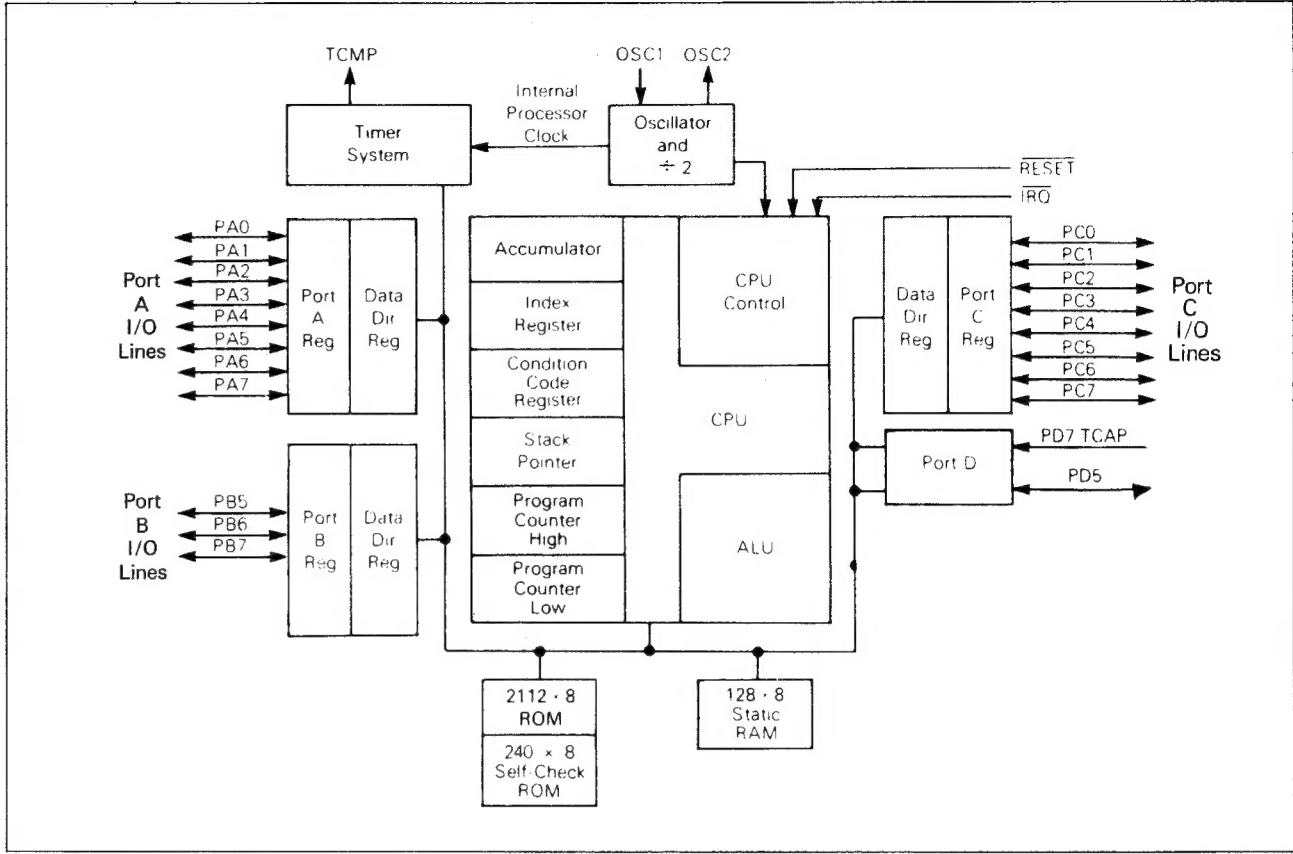 TCMP
OSC1 OSC2
Internal
Processor
Clock
Timer
System
Oscillator
and
÷ 2
RESET
IRQ
Port
A
I/O
Lines
PA0
PA1
PA2
PA3
PA4
PA5
PA6
PA7
Port
A
Reg
Data
Dir
Reg
Accumulator
Index
Register
Condition
Code
Register
Stack
Pointer
Program
Counter
High
Program
Counter
Low
CPU
Control
CPU
ALU
Data
Dir
Reg
Port
C
Reg
PC0
PC1
PC2
PC3
PC4
PC5
PC6
PC7
Port
C
I/O
Lines
Port D
PD7 TCAP
PD5
Port
B
I/O
Lines
PB5
PB6
PB7
Port
B
Reg
Data
Dir
Reg
2112 · 8
ROM
240 × 8
Self-Check
ROM
128 · 8
Static
RAM